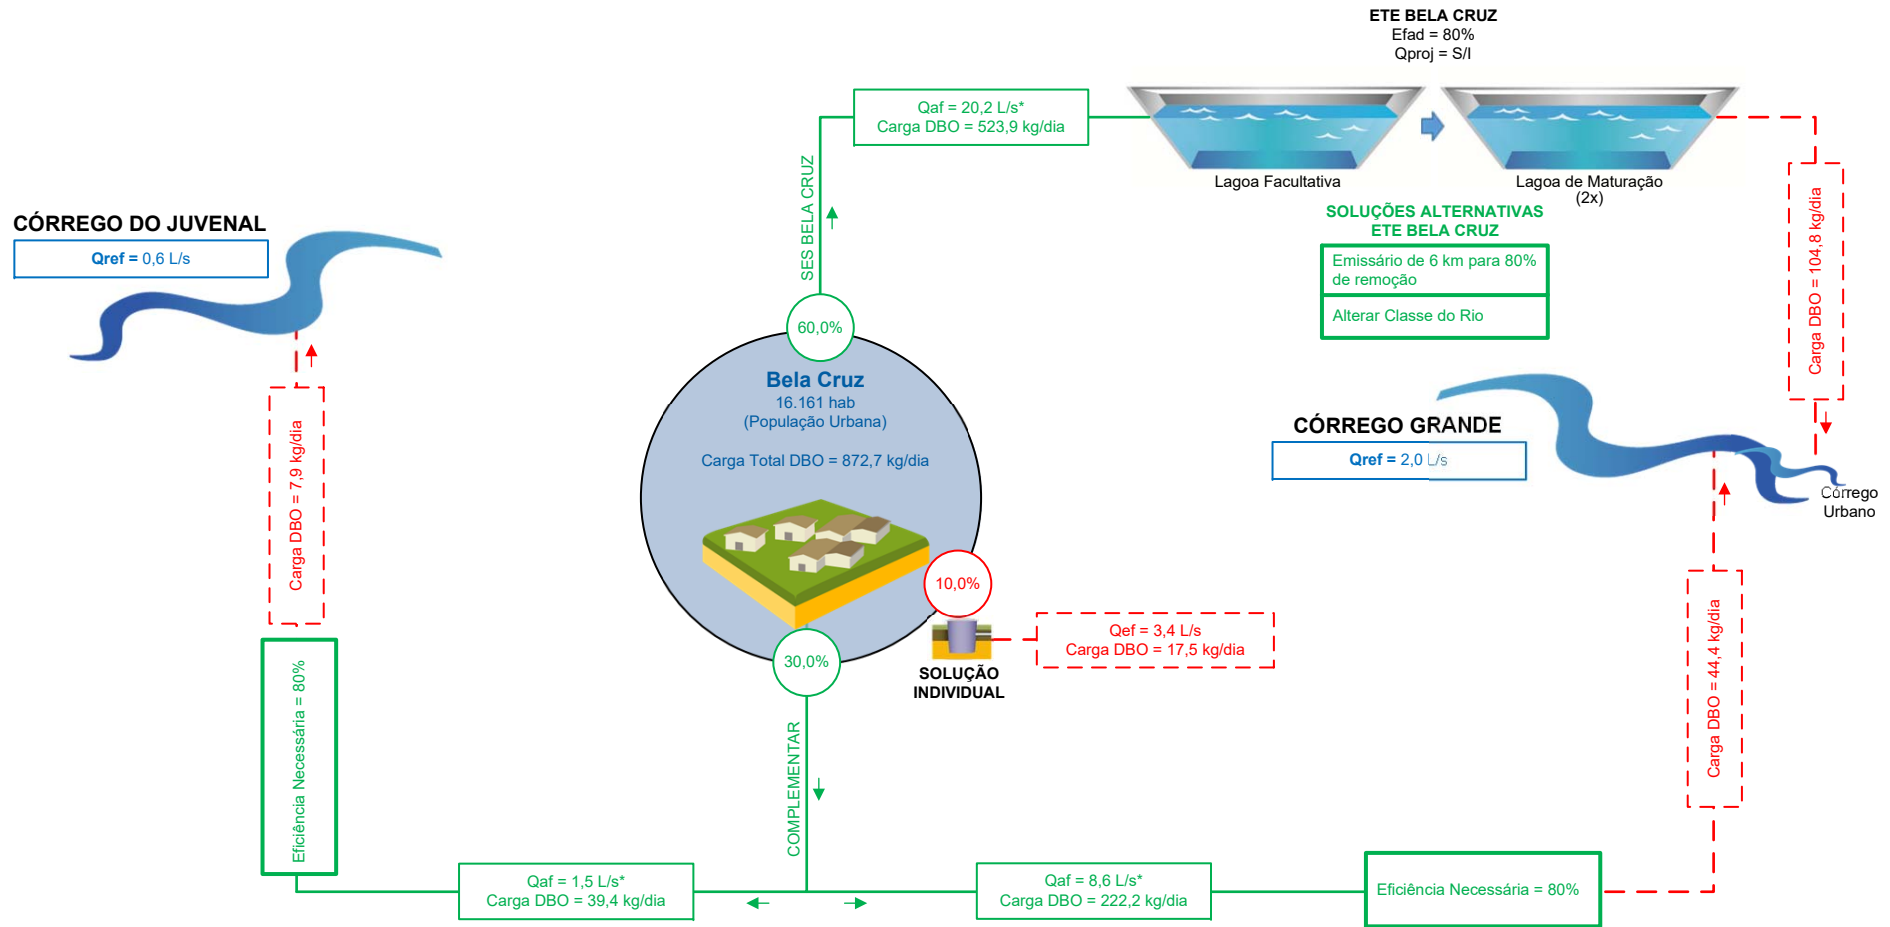 ETE BELA CRUZ
Efad = 80%
Qproj = S/I
Qaf = 20,2 L/s*
Carga DBO = 523,9 kg/dia
Lagoa Facultativa
Lagoa de Maturação
(2x)
SOLUÇÕES ALTERNATIVAS
ETE BELA CRUZ
Emissário de 6 km para 80%
de remoção
Alterar Classe do Rio
Carga DBO = 104,8 kg/dia
SES BELA CRUZ
CÓRREGO DO JUVENAL
Qref = 0,6 L/s
60,0%
Bela Cruz
16.161 hab
(População Urbana)
Carga Total DBO = 872,7 kg/dia
CÓRREGO GRANDE
Qref = 2,0 L/s
Córrego
Urbano
Carga DBO = 7,9 kg/dia
10,0%
SOLUÇÃO
INDIVIDUAL
Qef = 3,4 L/s
Carga DBO = 17,5 kg/dia
30,0%
COMPLEMENTAR
Carga DBO = 44,4 kg/dia
Eficiência Necessária = 80%
Qaf = 1,5 L/s*
Carga DBO = 39,4 kg/dia
Qaf = 8,6 L/s*
Carga DBO = 222,2 kg/dia
Eficiência Necessária = 80%